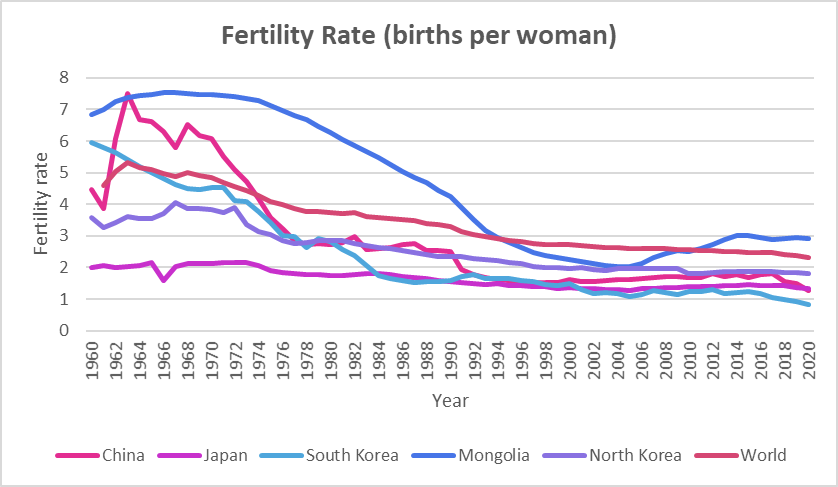 Fertility Rate (births per woman)
Fertility rate
8
7
6
5
4
3
2
1
0
1960 1962 1964 1966 1968 1970 1972 1974 1976 1978 1980 1982 1984 1986 1988 1990 1992 1994 1996 1998 2000 2002 2004 2006 2008 2010 2012 2014 2016 2018 2020
Year
China Japan South Korea Mongolia North Korea World